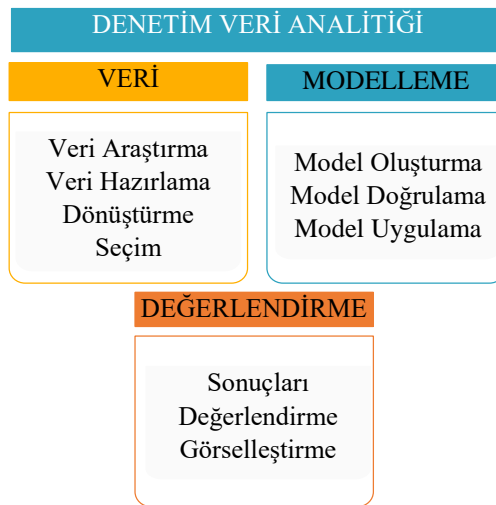 DENETİM VERİ ANALİTİĞİ
VERİ
Veri Araştırma
Veri Hazırlama
Dönüştürme
Seçim
MODELLEME
Model Oluşturma
Model Doğrulama
Model Uygulama
DEĞERLENDİRME
Sonuçları
Değerlendirme
Görselleştirme